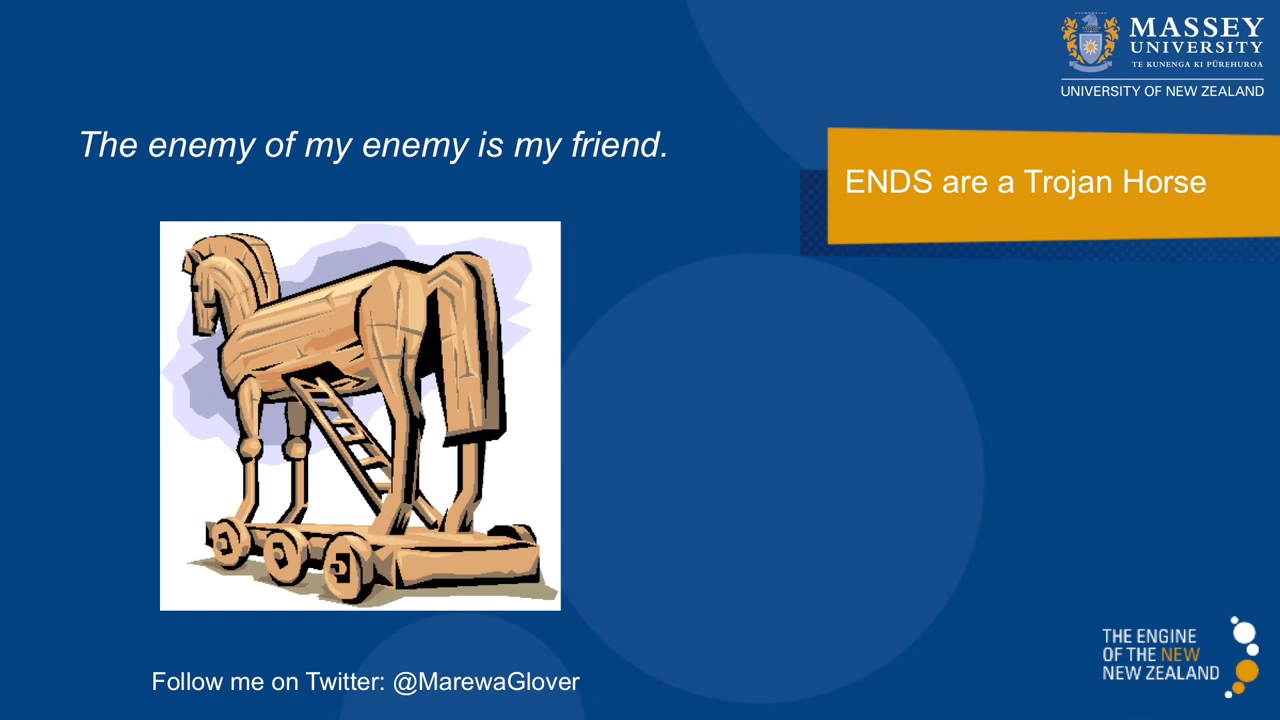 MASSEY
UNIVERSITY
TE KUNENGA KI PŪREHUROA
UNIVERSITY OF NEW ZEALAND
The enemy of my enemy is my friend.
ENDS are a Trojan Horse
THE ENGINE
OF THE NEW
NEW ZEALAND
Follow me on Twitter: @MarewaGlover